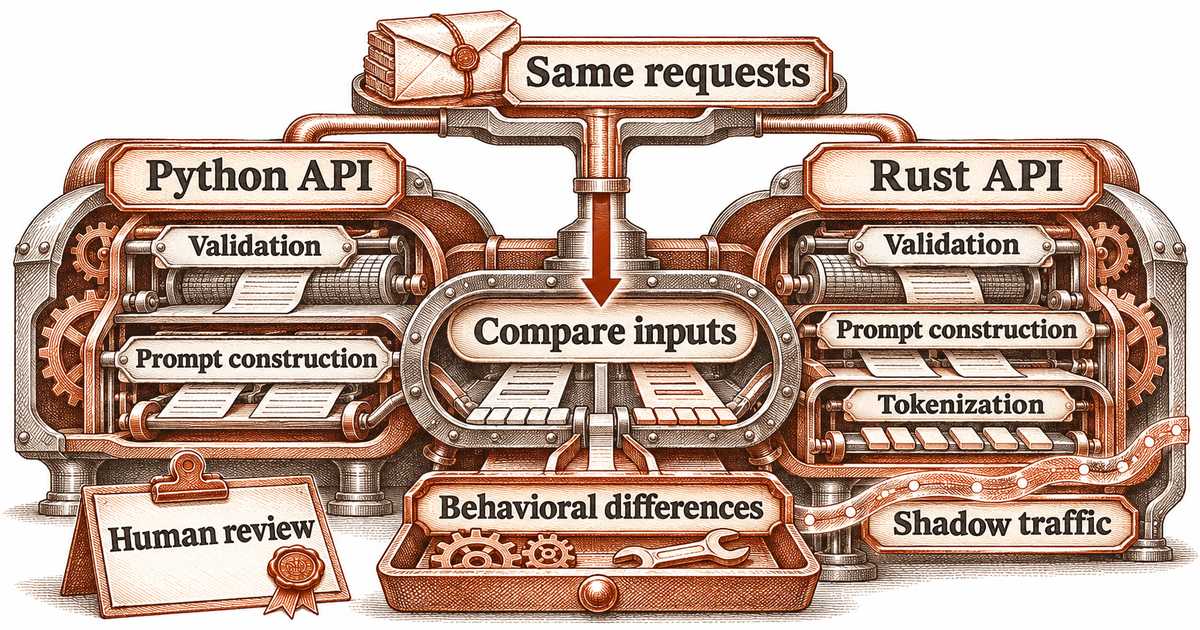 Same requests
Python API
Rust API
Validation
Validation
Compare inputs
Prompt construction
Prompt construction
Tokenization
Behavioral differences
Human review
Shadow traffic